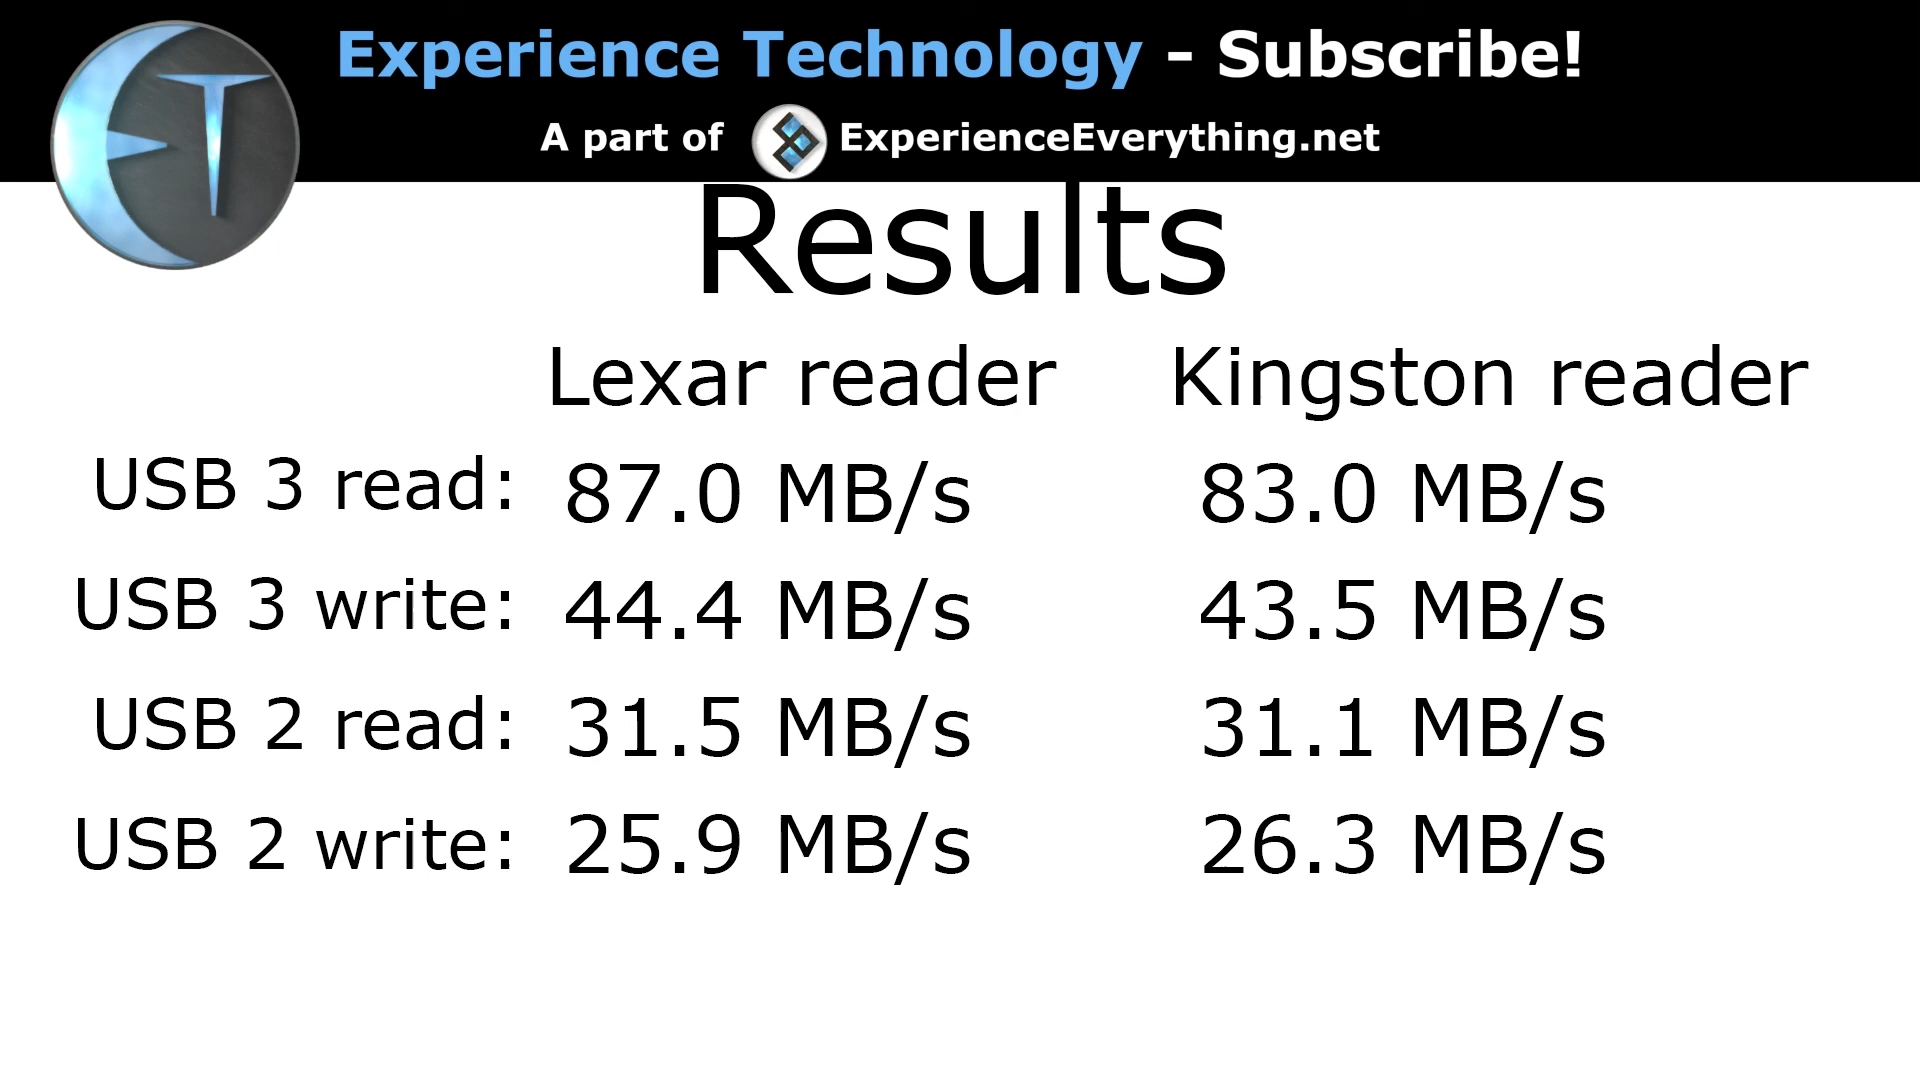 Experience Technology - Subscribe!
A part of ExperienceEverything.net
Results
Lexar reader Kingston reader
USB 3 read: 87.0 MB/s 83.0 MB/s
USB 3 write: 44.4 MB/s 43.5 MB/s
USB 2 read: 31.5 MB/s 31.1 MB/s
USB 2 write: 25.9 MB/s 26.3 MB/s